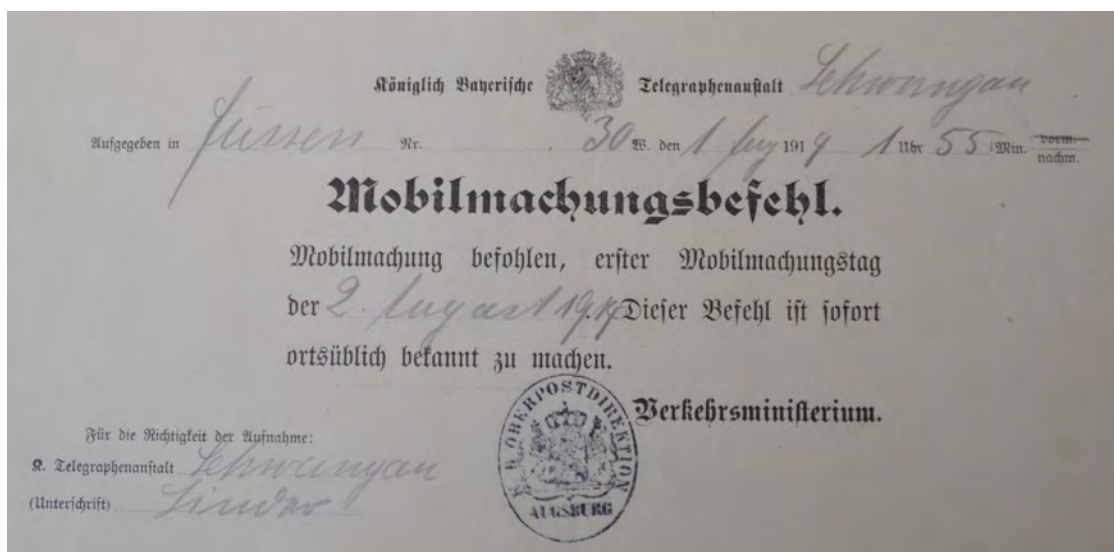 Königlich Bayerische Telegraphenanstalt Schwangau
Aufgegeben in Füssen Nr. 30 W. den 1 Aug 1914 1 Uhr 55 Min. vorm. nachm.
Mobilmachungsbefehl.
Mobilmachung befohlen, erster Mobilmachungstag
der 2. August 1914 Dieser Befehl ist sofort
ortsüblich bekannt zu machen.
Verkehrsministerium.
K. B. OBERPOSTDIREKTION AUGSBURG
Für die Richtigkeit der Aufnahme:
K. Telegraphenanstalt Schwangau
(Unterschrift) Linder